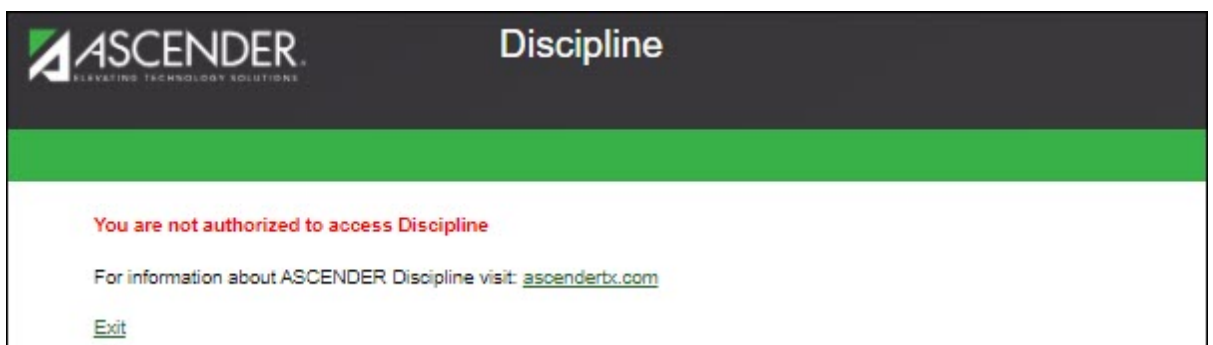 ASCENDER.
Discipline
ELEVATING TECHNOLOGY SOLUTIONS
You are not authorized to access Discipline
For information about ASCENDER Discipline visit: ascendertx.com
Exit